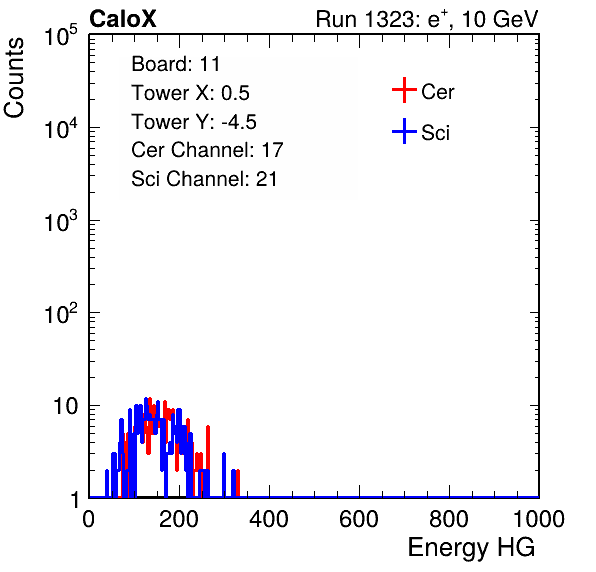 CaloX Run 1323: e⁺, 10 GeV
Counts
10⁵
10⁴
10³
10²
10
1
Board: 11
Tower X: 0.5
Tower Y: -4.5
Cer Channel: 17
Sci Channel: 21
Cer
Sci
0 200 400 600 800 1000
Energy HG